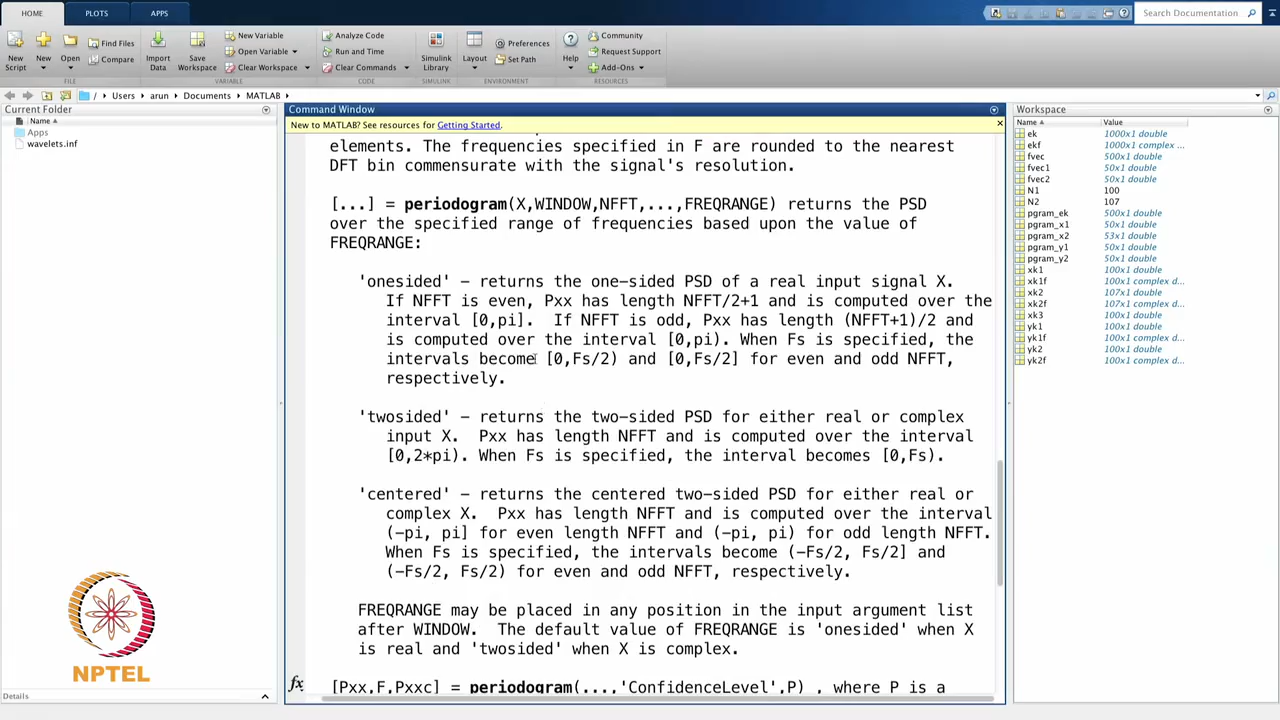 HOME PLOTS APPS
Search Documentation
New Script
New
Open
Find Files
Compare
Import Data
Save Workspace
New Variable
Open Variable
Clear Workspace
Analyze Code
Run and Time
Clear Commands
Simulink Library
Layout
Preferences
Set Path
Help
Community
Request Support
Add-Ons
FILE VARIABLE CODE SIMULINK ENVIRONMENT RESOURCES
/ Users arun Documents MATLAB
Current Folder
Name
Apps
wavelets.inf
NPTEL
Details
Command Window
New to MATLAB? See resources for Getting Started.
elements. The frequencies specified in F are rounded to the nearest
DFT bin commensurate with the signal's resolution.
[...] = periodogram(X,WINDOW,NFFT,...,FREQRANGE) returns the PSD
over the specified range of frequencies based upon the value of
FREQRANGE:
'onesided' - returns the one-sided PSD of a real input signal X.
If NFFT is even, Pxx has length NFFT/2+1 and is computed over the
interval [0,pi]. If NFFT is odd, Pxx has length (NFFT+1)/2 and
is computed over the interval [0,pi). When Fs is specified, the
intervals become [0,Fs/2) and [0,Fs/2] for even and odd NFFT,
respectively.
'twosided' - returns the two-sided PSD for either real or complex
input X. Pxx has length NFFT and is computed over the interval
[0,2*pi). When Fs is specified, the interval becomes [0,Fs).
'centered' - returns the centered two-sided PSD for either real or
complex X. Pxx has length NFFT and is computed over the interval
(-pi, pi] for even length NFFT and (-pi, pi) for odd length NFFT.
When Fs is specified, the intervals become (-Fs/2, Fs/2] and
(-Fs/2, Fs/2) for even and odd NFFT, respectively.
FREQRANGE may be placed in any position in the input argument list
after WINDOW. The default value of FREQRANGE is 'onesided' when X
is real and 'twosided' when X is complex.
[Pxx,F,Pxxc] = periodogram(...,'ConfidenceLevel',P) , where P is a
fx
Workspace
Name Value
ek 1000x1 double
ekf 1000x1 complex ...
fvec 500x1 double
fvec1 50x1 double
fvec2 50x1 double
N1 100
N2 107
pgram_ek 500x1 double
pgram_x1 50x1 double
pgram_x2 53x1 double
pgram_y1 50x1 double
pgram_y2 50x1 double
xk1 100x1 double
xk1f 100x1 complex d...
xk2 107x1 double
xk2f 107x1 complex d...
xk3 100x1 double
yk1 100x1 double
yk1f 100x1 complex d...
yk2 100x1 double
yk2f 100x1 complex d...